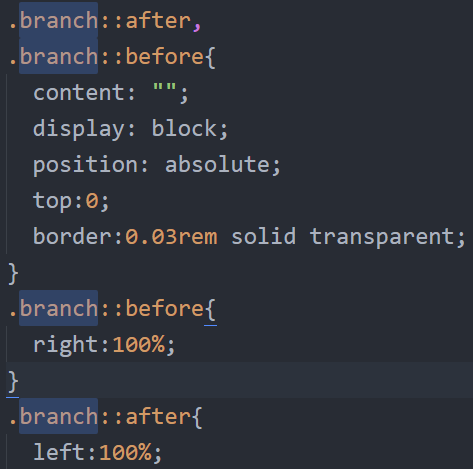 .branch::after,
.branch::before{
  content: "";
  display: block;
  position: absolute;
  top:0;
  border:0.03rem solid transparent;
}
.branch::before{
  right:100%;
}
.branch::after{
  left:100%;